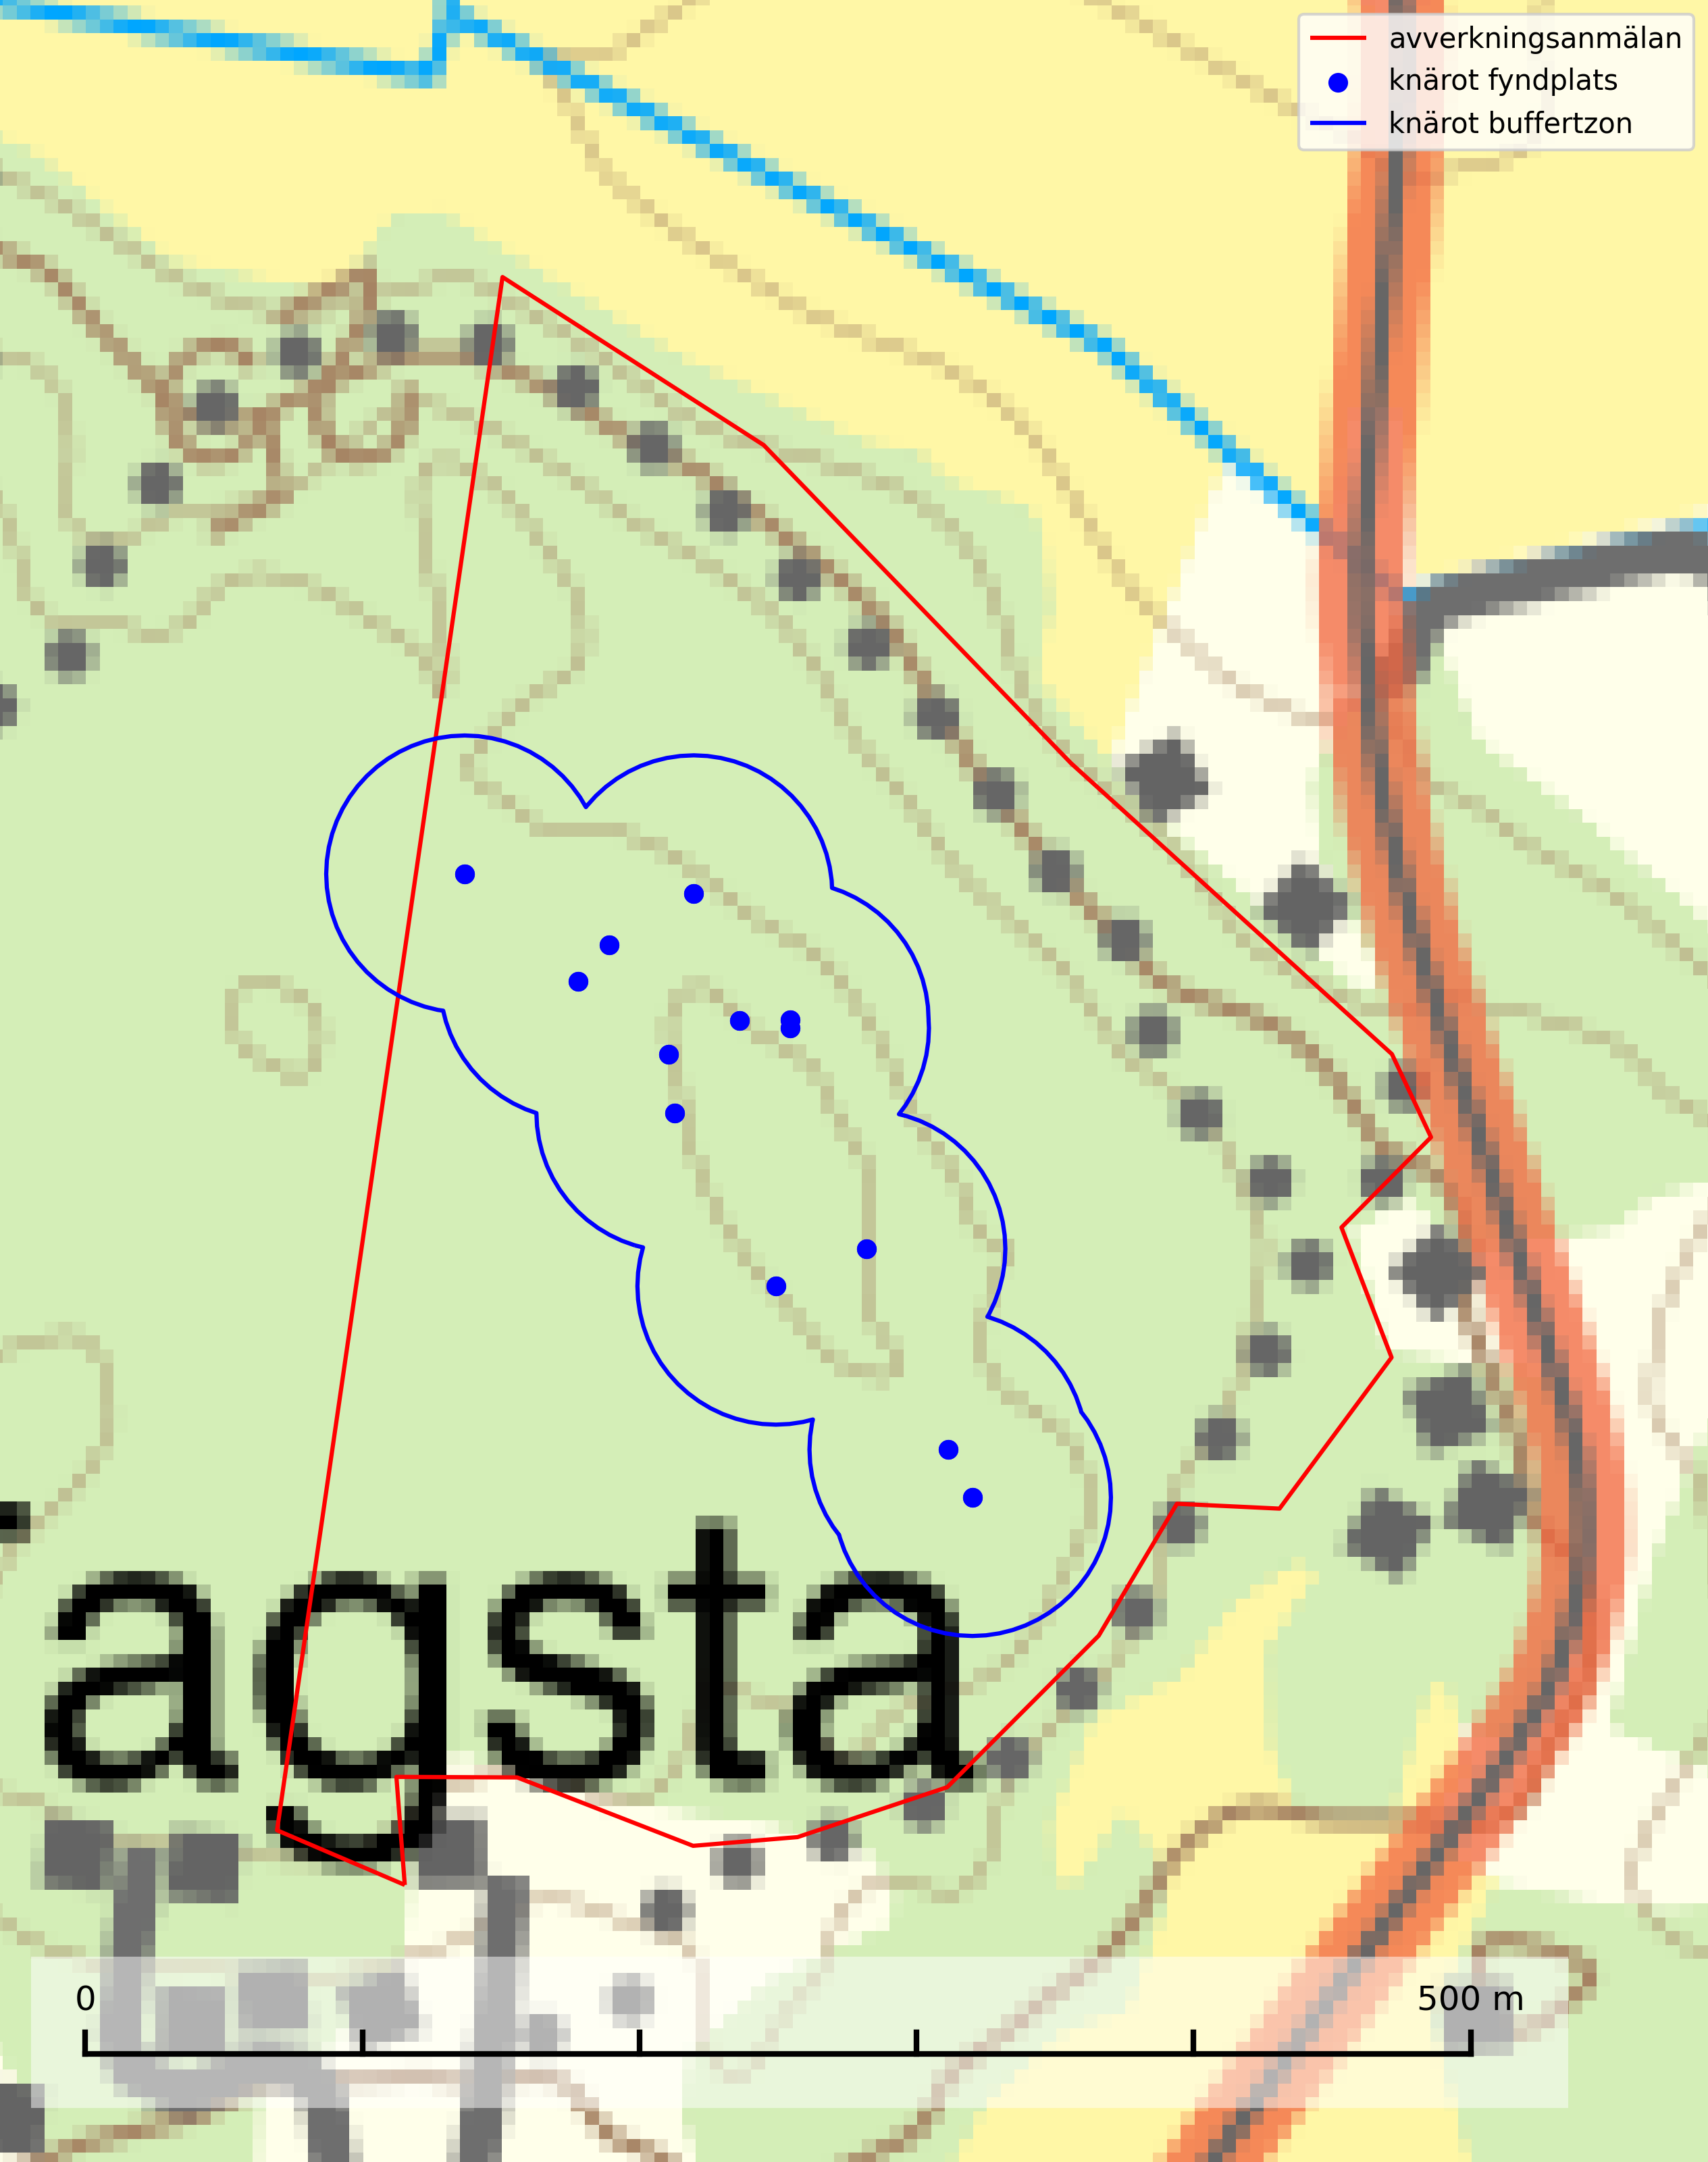 avverkningsanmälan
knärot fyndplats
knärot buffertzon
agsta
0 500 m